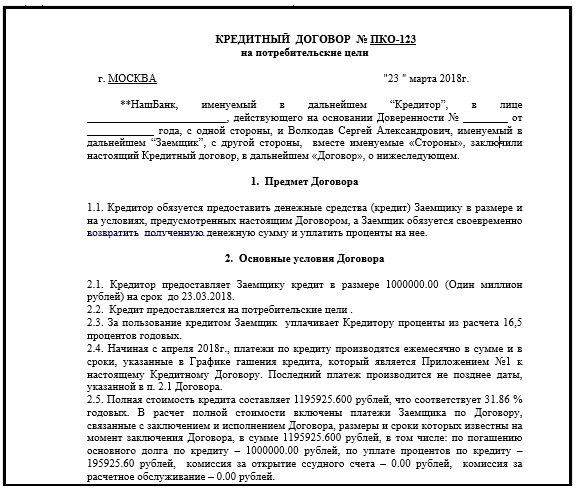 КРЕДИТНЫЙ ДОГОВОР № ПКО-123
на потребительские цели
г. МОСКВА "23 " марта 2018г.
**НашБанк, именуемый в дальнейшем “Кредитор”, в лице
_________________________, действующего на основании Доверенности № ________ от
____________ года, с одной стороны, и Волкодав Сергей Александрович, именуемый в
дальнейшем “Заемщик”, с другой стороны, вместе именуемые «Стороны», заключили
настоящий Кредитный договор, в дальнейшем «Договор», о нижеследующем.
1. Предмет Договора
1.1. Кредитор обязуется предоставить денежные средства (кредит) Заемщику в размере и
на условиях, предусмотренных настоящим Договором, а Заемщик обязуется своевременно
возвратить полученную денежную сумму и уплатить проценты на нее.
2. Основные условия Договора
2.1. Кредитор предоставляет Заемщику кредит в размере 1000000.00 (Один миллион
рублей) на срок до 23.03.2018.
2.2. Кредит предоставляется на потребительские цели .
2.3. За пользование кредитом Заемщик уплачивает Кредитору проценты из расчета 16,5
процентов годовых.
2.4. Начиная с апреля 2018г., платежи по кредиту производятся ежемесячно в сумме и в
сроки, указанные в Графике гашения кредита, который является Приложением №1 к
настоящему Кредитному Договору. Последний платеж производится не позднее даты,
указанной в п. 2.1 Договора.
2.5. Полная стоимость кредита составляет 1195925.600 рублей, что соответствует 31.86 %
годовых. В расчет полной стоимости включены платежи Заемщика по Договору,
связанные с заключением и исполнением Договора, размеры и сроки которых известны на
момент заключения Договора, в сумме 1195925.600 рублей, в том числе: по погашению
основного долга по кредиту – 1000000.00 рублей, по уплате процентов по кредиту –
195925.60 рублей, комиссия за открытие ссудного счета – 0.00 рублей, комиссия за
расчетное обслуживание – 0.00 рублей.